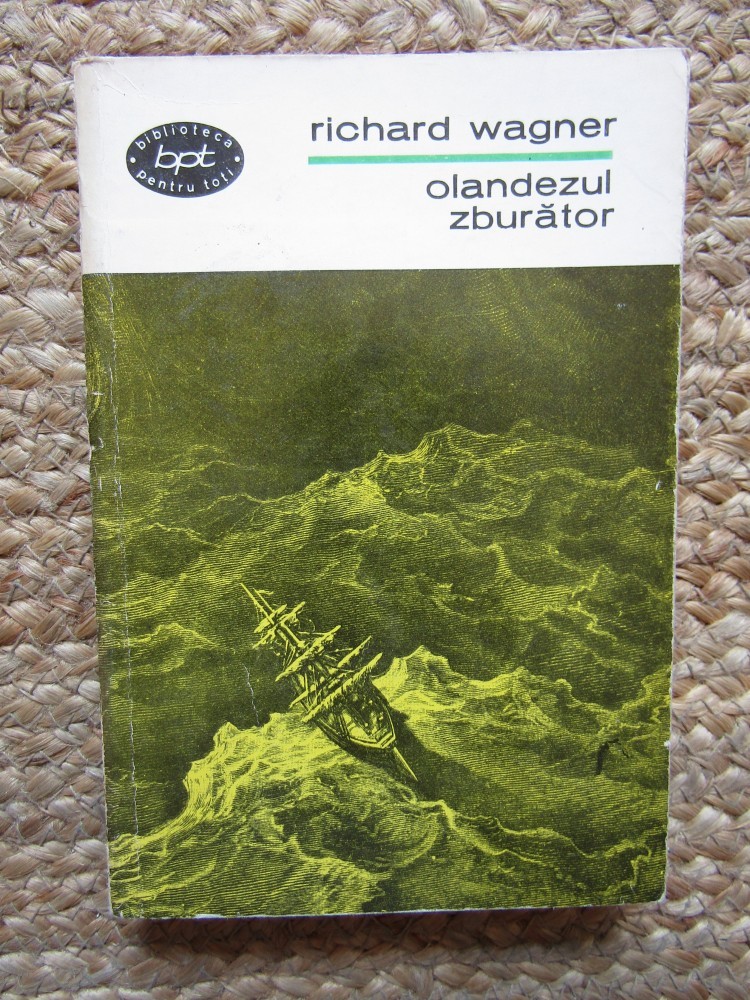 biblioteca
bpt
pentru toți
richard wagner
olandezul
zburător